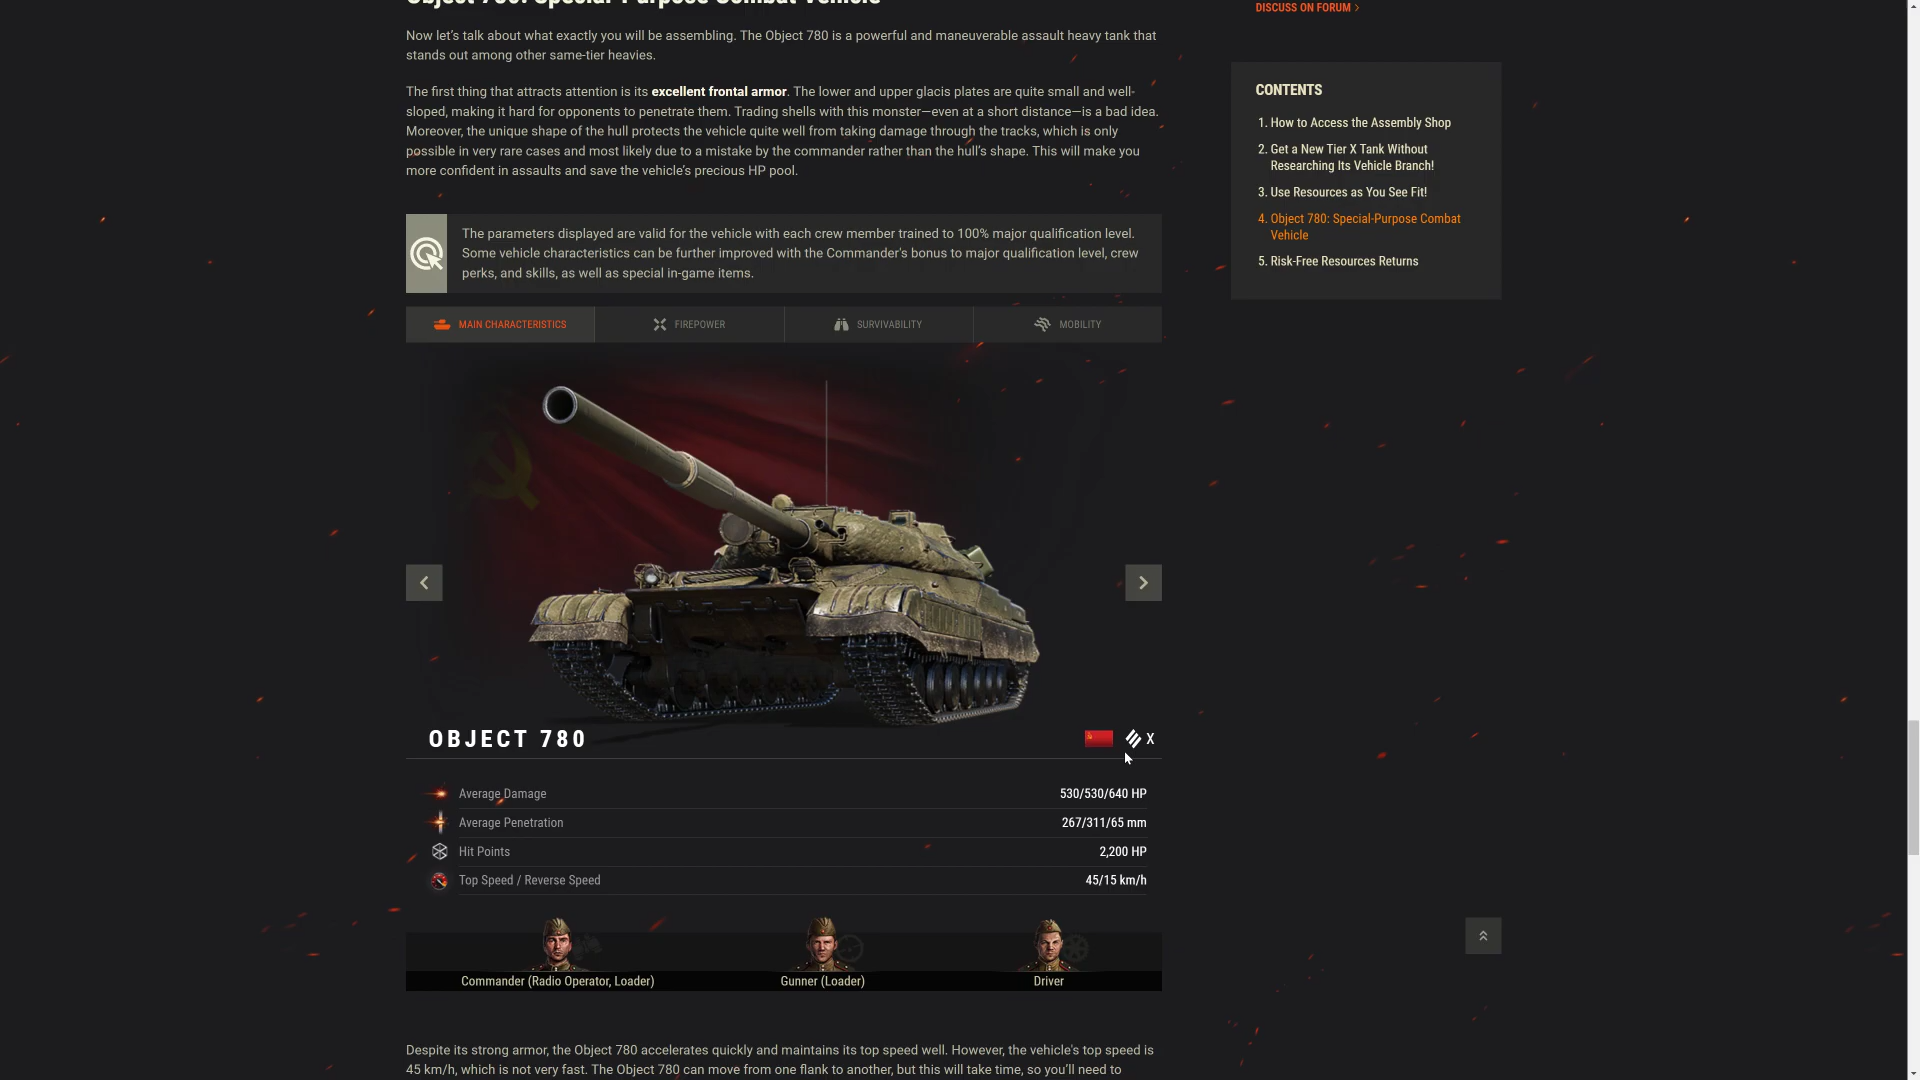 Object 780: Special-Purpose Combat Vehicle
Now let's talk about what exactly you will be assembling. The Object 780 is a powerful and maneuverable assault heavy tank that
stands out among other same-tier heavies.
The first thing that attracts attention is its excellent frontal armor. The lower and upper glacis plates are quite small and well-
sloped, making it hard for opponents to penetrate them. Trading shells with this monster—even at a short distance—is a bad idea.
Moreover, the unique shape of the hull protects the vehicle quite well from taking damage through the tracks, which is only
possible in very rare cases and most likely due to a mistake by the commander rather than the hull's shape. This will make you
more confident in assaults and save the vehicle's precious HP pool.
The parameters displayed are valid for the vehicle with each crew member trained to 100% major qualification level.
Some vehicle characteristics can be further improved with the Commander's bonus to major qualification level, crew
perks, and skills, as well as special in-game items.
MAIN CHARACTERISTICS
FIREPOWER
SURVIVABILITY
MOBILITY
OBJECT 780
X
Average Damage 530/530/640 HP
Average Penetration 267/311/65 mm
Hit Points 2,200 HP
Top Speed / Reverse Speed 45/15 km/h
Commander (Radio Operator, Loader)
Gunner (Loader)
Driver
Despite its strong armor, the Object 780 accelerates quickly and maintains its top speed well. However, the vehicle's top speed is
45 km/h, which is not very fast. The Object 780 can move from one flank to another, but this will take time, so you'll need to
DISCUSS ON FORUM
CONTENTS
1. How to Access the Assembly Shop
2. Get a New Tier X Tank Without
Researching Its Vehicle Branch!
3. Use Resources as You See Fit!
4. Object 780: Special-Purpose Combat
Vehicle
5. Risk-Free Resources Returns